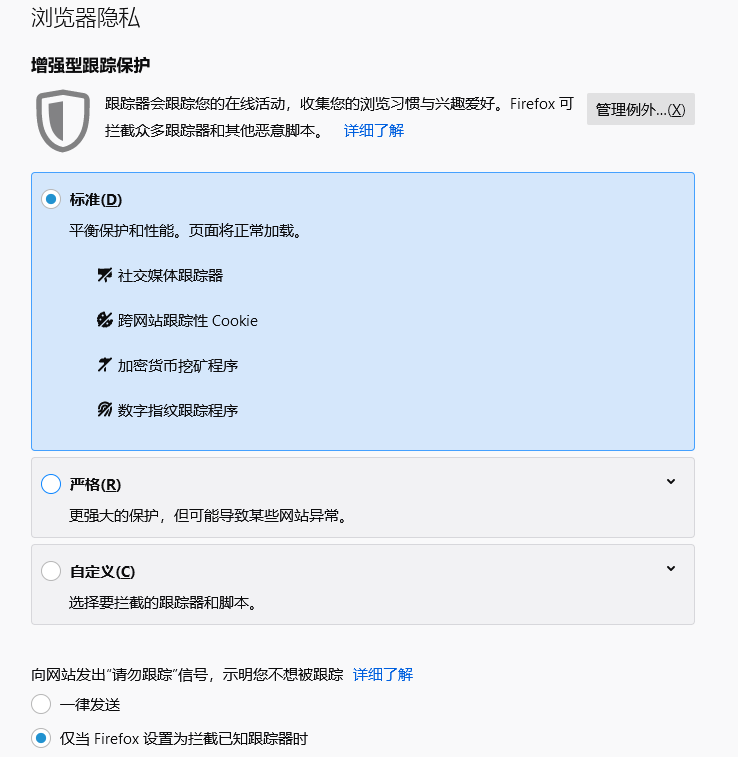 浏览器隐私
增强型跟踪保护
跟踪器会跟踪您的在线活动，收集您的浏览习惯与兴趣爱好。Firefox 可
拦截众多跟踪器和其他恶意脚本。 详细了解
管理例外...(X)
标准(D)
平衡保护和性能。页面将正常加载。
社交媒体跟踪器
跨网站跟踪性 Cookie
加密货币挖矿程序
数字指纹跟踪程序
严格(R)
更强大的保护，但可能导致某些网站异常。
自定义(C)
选择要拦截的跟踪器和脚本。
向网站发出“请勿跟踪”信号，示明您不想被跟踪 详细了解
一律发送
仅当 Firefox 设置为拦截已知跟踪器时